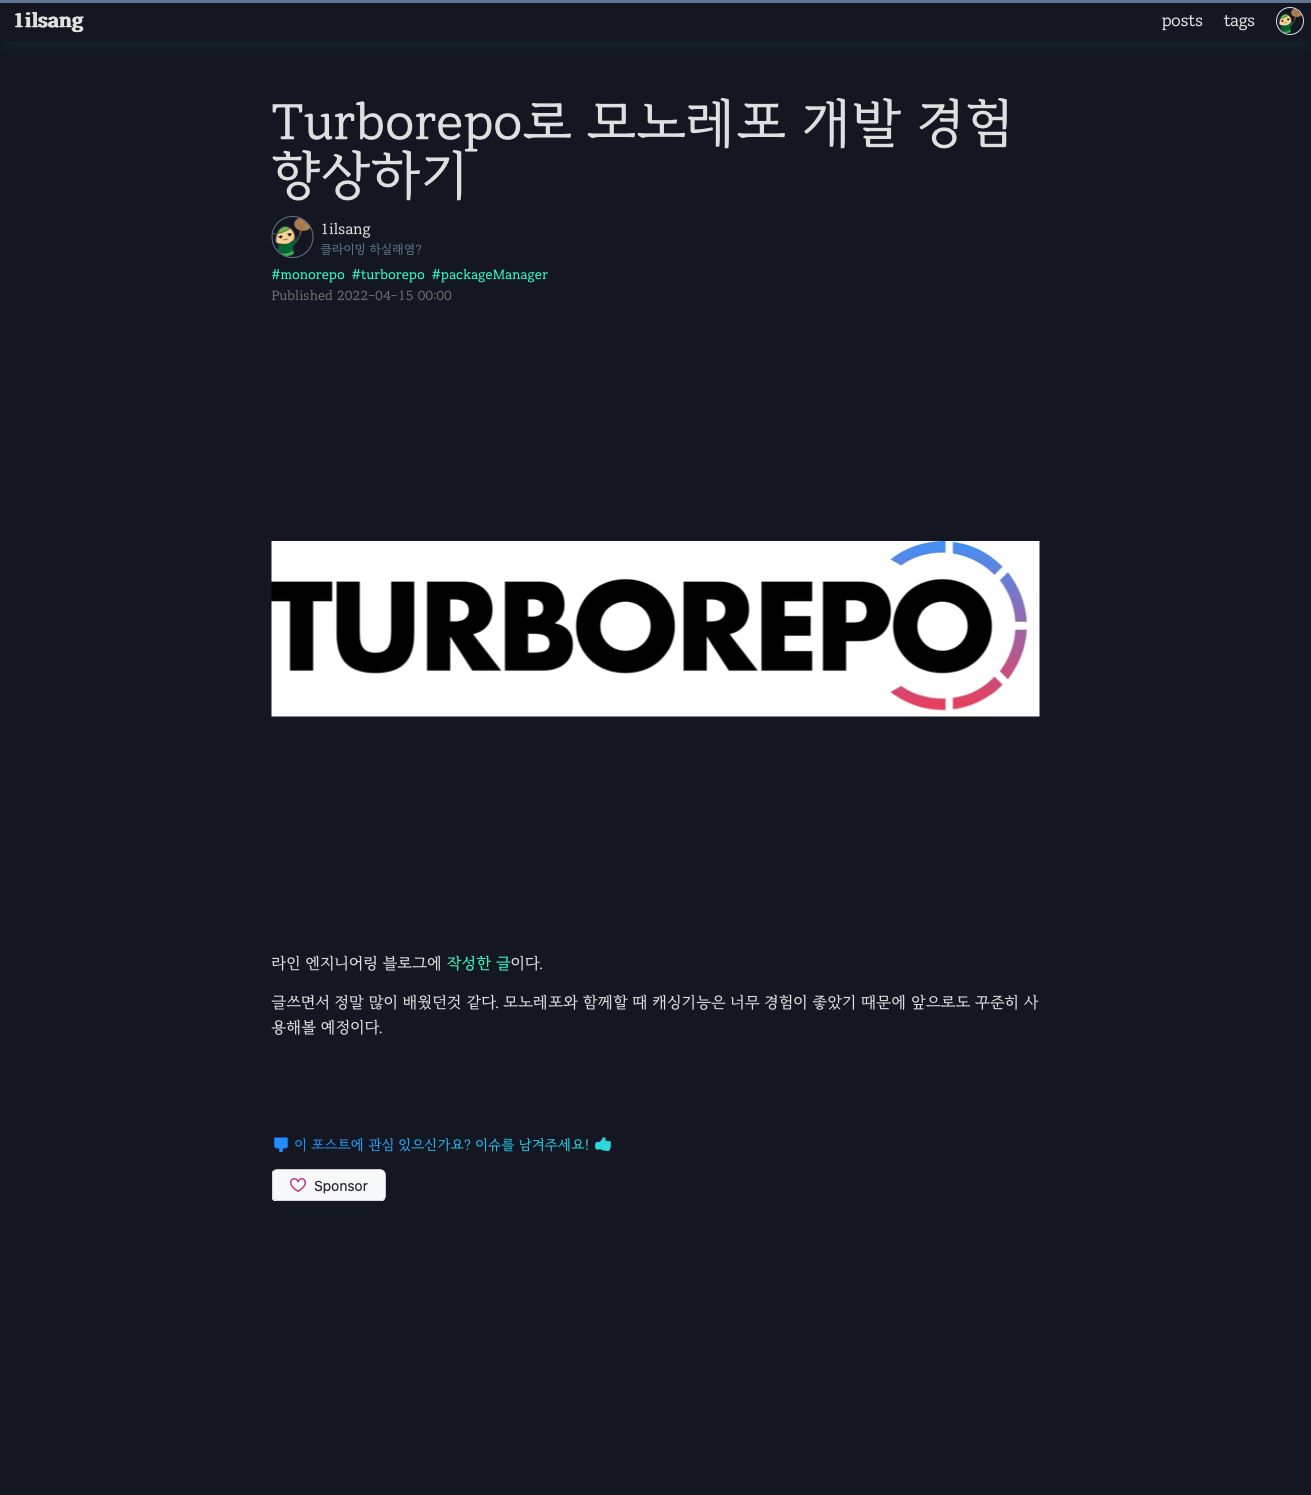 1ilsang
posts tags
Turborepo로 모노레포 개발 경험
향상하기
1ilsang
클라이밍 하실래염?
#monorepo #turborepo #packageManager
Published 2022-04-15 00:00
TURBOREPO
라인 엔지니어링 블로그에 작성한 글이다.
글쓰면서 정말 많이 배웠던것 같다. 모노레포와 함께할 때 캐싱기능은 너무 경험이 좋았기 때문에 앞으로도 꾸준히 사
용해볼 예정이다.
이 포스트에 관심 있으신가요? 이슈를 남겨주세요!
Sponsor